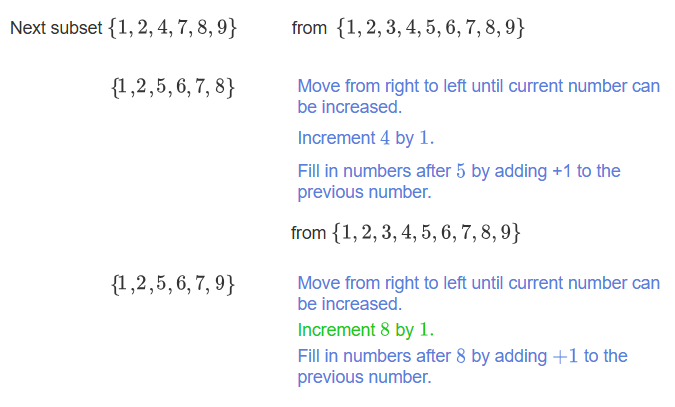 Next subset {1, 2, 4, 7, 8, 9} from {1, 2, 3, 4, 5, 6, 7, 8, 9}
{1 ,2 ,5 , 6, 7, 8} Move from right to left until current number can
be increased.
Increment 4 by 1.
Fill in numbers after 5 by adding +1 to the
previous number.
from {1, 2, 3, 4, 5, 6, 7, 8, 9}
{1 ,2 ,5 , 6, 7, 9} Move from right to left until current number can
be increased.
Increment 8 by 1.
Fill in numbers after 8 by adding +1 to the
previous number.